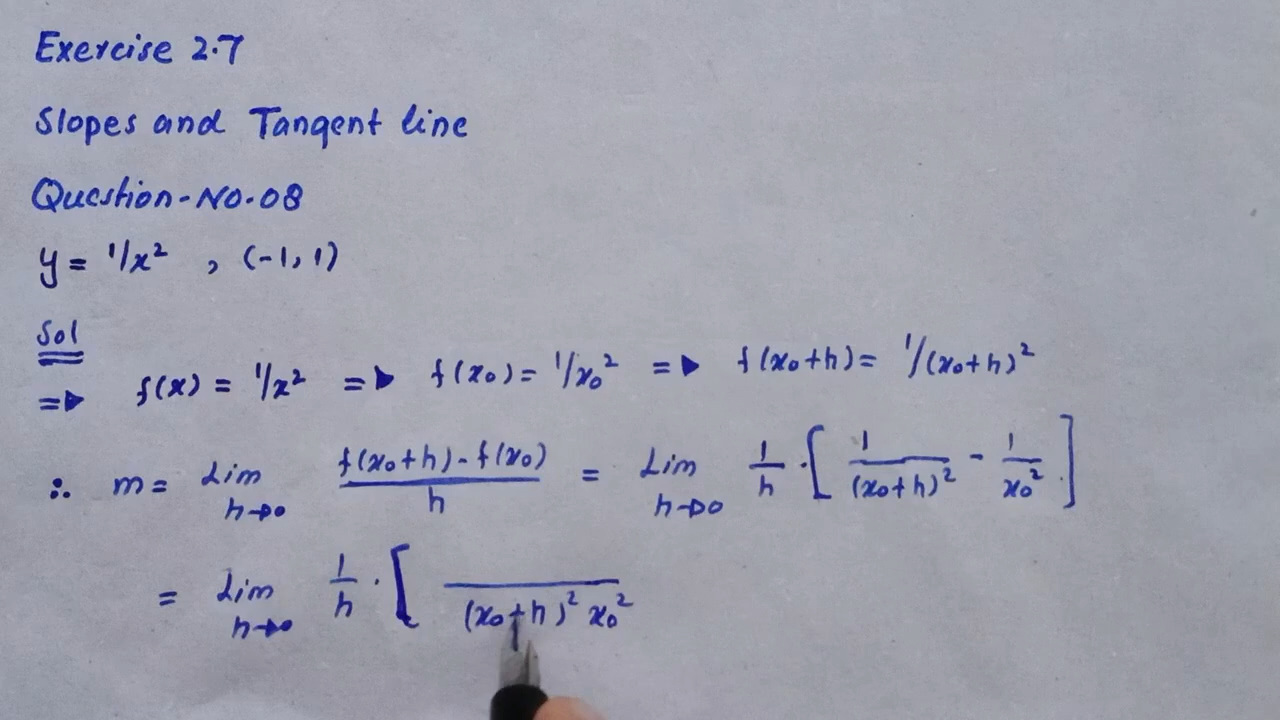 Exercise 2.7
Slopes and Tangent line
Question-No.08
y = 1/x² , (-1,1)
Sol
=> f(x) = 1/x² => f(x₀) = 1/x₀² => f(x₀+h) = 1/(x₀+h)²
∴ m = Lim h→0 f(x₀+h) - f(x₀) / h = Lim h→0 1/h · [ 1/(x₀+h)² - 1/x₀² ]
= Lim h→0 1/h · [ /(x₀+h)² x₀²